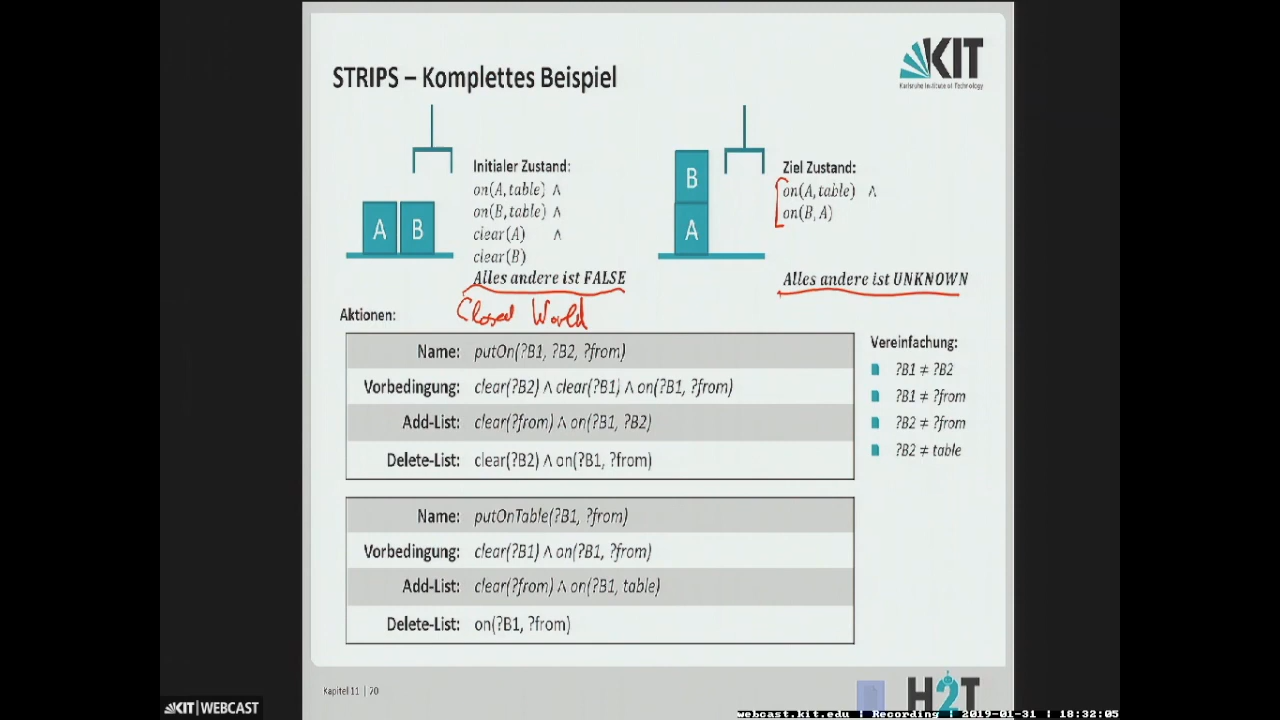 STRIPS – Komplettes Beispiel
KIT
Karlsruhe Institute of Technology
A B
Initialer Zustand:
on(A, table) ∧
on(B, table) ∧
clear(A) ∧
clear(B)
Alles andere ist FALSE
Closed World
B
A
Ziel Zustand:
on(A, table) ∧
on(B, A)
Alles andere ist UNKNOWN
Aktionen:
Name: putOn(?B1, ?B2, ?from)
Vorbedingung: clear(?B2) ∧ clear(?B1) ∧ on(?B1, ?from)
Add-List: clear(?from) ∧ on(?B1, ?B2)
Delete-List: clear(?B2) ∧ on(?B1, ?from)
Name: putOnTable(?B1, ?from)
Vorbedingung: clear(?B1) ∧ on(?B1, ?from)
Add-List: clear(?from) ∧ on(?B1, table)
Delete-List: on(?B1, ?from)
Vereinfachung:
?B1 ≠ ?B2
?B1 ≠ ?from
?B2 ≠ ?from
?B2 ≠ table
Kapitel 11 | 20
H2T
KIT | WEBCAST
webcast.kit.edu | Recording | 2019-01-31 | 18:32:05